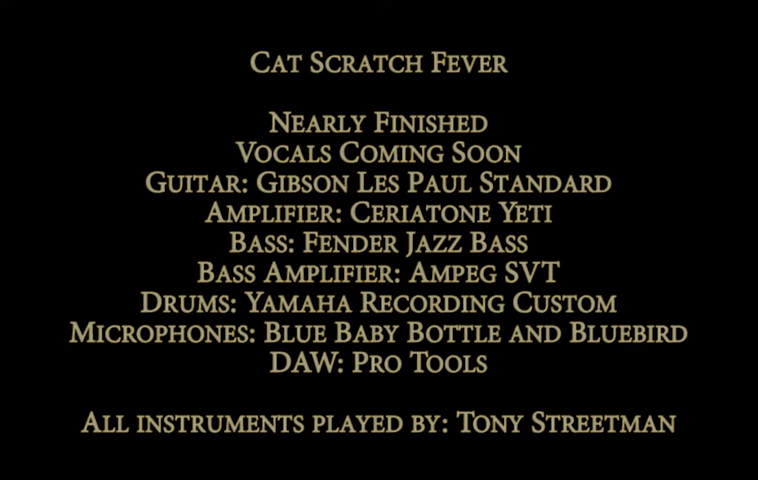 Cat Scratch Fever
Nearly Finished
Vocals Coming Soon
Guitar: Gibson Les Paul Standard
Amplifier: Ceriatone Yeti
Bass: Fender Jazz Bass
Bass Amplifier: Ampeg SVT
Drums: Yamaha Recording Custom
Microphones: Blue Baby Bottle and Bluebird
DAW: Pro Tools
All instruments played by: Tony Streetman